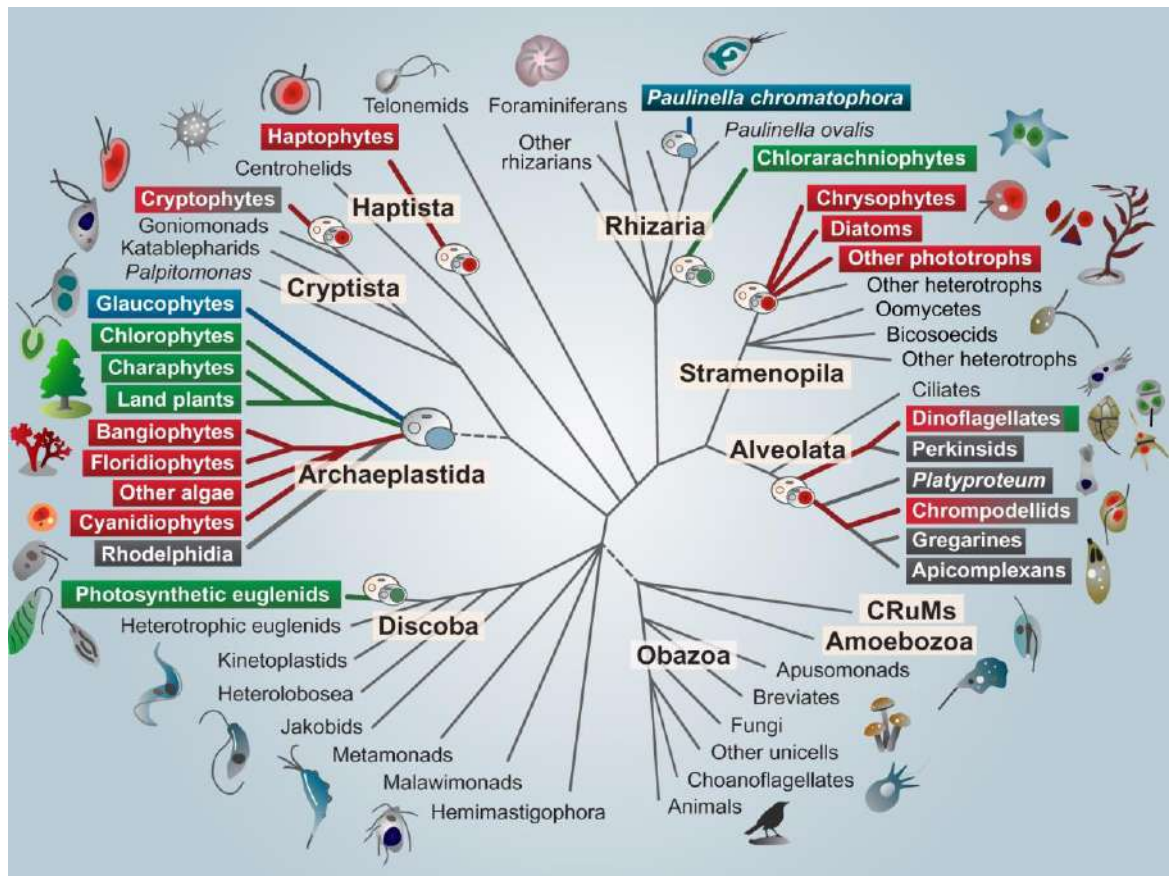 Telonemids
Foraminiferans
Paulinella chromatophora
Haptophytes
Other
rhizarians
Paulinella ovalis
Centrohelids
Chlorarachniophytes
Cryptophytes
Haptista
Rhizaria
Chrysophytes
Goniomonads
Diatoms
Katablepharids
Other phototrophs
Palpitomonas
Cryptista
Other heterotrophs
Glaucophytes
Oomycetes
Chlorophytes
Bicosoecids
Stramenopila
Other heterotrophs
Charaphytes
Ciliates
Land plants
Dinoflagellates
Bangiophytes
Alveolata
Perkinsids
Floridiophytes
Archaeplastida
Platyproteum
Other algae
Chrompodellids
Cyanidiophytes
Gregarines
Rhodelphidia
Apicomplexans
Photosynthetic euglenids
CRuMs
Heterotrophic euglenids
Discoba
Amoebozoa
Kinetoplastids
Obazoa
Apusomonads
Heterolobosea
Breviates
Jakobids
Fungi
Metamonads
Other unicells
Malawimonads
Choanoflagellates
Hemimastigophora
Animals